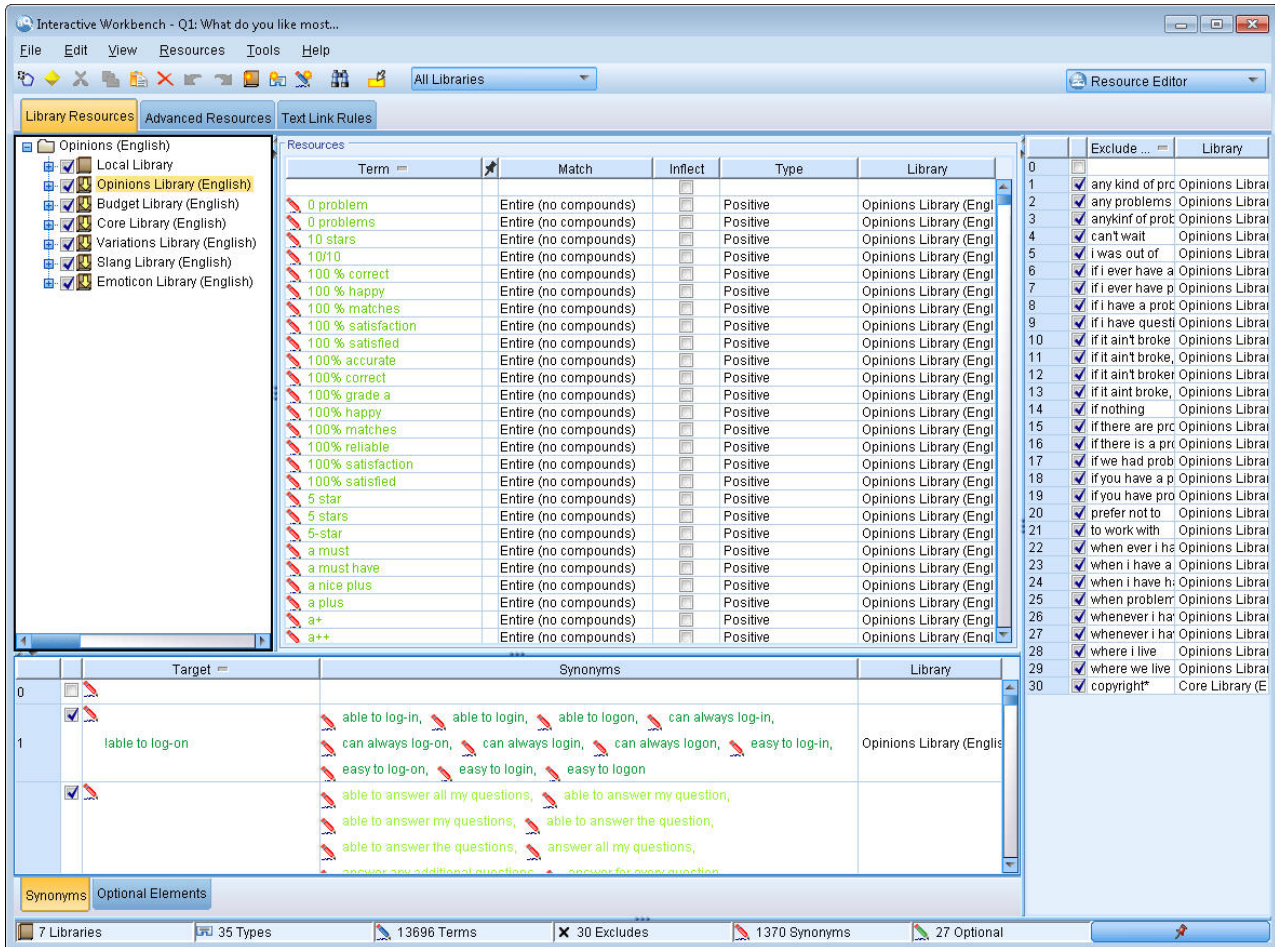 Interactive Workbench - Q1: What do you like most...
File Edit View Resources Tools Help
All Libraries
Resource Editor
Library Resources Advanced Resources Text Link Rules
Opinions (English)
Local Library
Opinions Library (English)
Budget Library (English)
Core Library (English)
Variations Library (English)
Slang Library (English)
Emoticon Library (English)
Resources
Term Match Inflect Type Library
0 problem Entire (no compounds) Positive Opinions Library (Engl
0 problems Entire (no compounds) Positive Opinions Library (Engl
10 stars Entire (no compounds) Positive Opinions Library (Engl
10/10 Entire (no compounds) Positive Opinions Library (Engl
100 % correct Entire (no compounds) Positive Opinions Library (Engl
100 % happy Entire (no compounds) Positive Opinions Library (Engl
100 % matches Entire (no compounds) Positive Opinions Library (Engl
100 % satisfaction Entire (no compounds) Positive Opinions Library (Engl
100 % satisfied Entire (no compounds) Positive Opinions Library (Engl
100% accurate Entire (no compounds) Positive Opinions Library (Engl
100% correct Entire (no compounds) Positive Opinions Library (Engl
100% grade a Entire (no compounds) Positive Opinions Library (Engl
100% happy Entire (no compounds) Positive Opinions Library (Engl
100% matches Entire (no compounds) Positive Opinions Library (Engl
100% reliable Entire (no compounds) Positive Opinions Library (Engl
100% satisfaction Entire (no compounds) Positive Opinions Library (Engl
100% satisfied Entire (no compounds) Positive Opinions Library (Engl
5 star Entire (no compounds) Positive Opinions Library (Engl
5 stars Entire (no compounds) Positive Opinions Library (Engl
5-star Entire (no compounds) Positive Opinions Library (Engl
a must Entire (no compounds) Positive Opinions Library (Engl
a must have Entire (no compounds) Positive Opinions Library (Engl
a nice plus Entire (no compounds) Positive Opinions Library (Engl
a plus Entire (no compounds) Positive Opinions Library (Engl
a+ Entire (no compounds) Positive Opinions Library (Engl
a++ Entire (no compounds) Positive Opinions Library (Engl
Exclude ... Library
0
1 any kind of pro Opinions Librar
2 any problems Opinions Librar
3 anykinf of prob Opinions Librar
4 can't wait Opinions Librar
5 i was out of Opinions Librar
6 if i ever have a Opinions Librar
7 if i ever have p Opinions Librar
8 if i have a prob Opinions Librar
9 if i have questi Opinions Librar
10 if it ain't broke Opinions Librar
11 if it ain't broke, Opinions Librar
12 if it ain't broker Opinions Librar
13 if it aint broke, Opinions Librar
14 if nothing Opinions Librar
15 if there are pro Opinions Librar
16 if there is a pro Opinions Librar
17 if we had prob Opinions Librar
18 if you have a p Opinions Librar
19 if you have pro Opinions Librar
20 prefer not to Opinions Librar
21 to work with Opinions Librar
22 when ever i ha Opinions Librar
23 when i have a Opinions Librar
24 when i have h Opinions Librar
25 when problem Opinions Librar
26 whenever i ha Opinions Librar
27 whenever i ha Opinions Librar
28 where i live Opinions Librar
29 where we live Opinions Librar
30 copyright* Core Library (E
Target Synonyms Library
0
able to log-in, able to login, able to logon, can always log-in,
1 !able to log-on can always log-on, can always login, can always logon, easy to log-in, Opinions Library (Englis
easy to log-on, easy to login, easy to logon
able to answer all my questions, able to answer my question,
able to answer my questions, able to answer the question,
able to answer the questions, answer all my questions,
answer any additional questions, answer for every question
Synonyms Optional Elements
7 Libraries 35 Types 13696 Terms 30 Excludes 1370 Synonyms 27 Optional